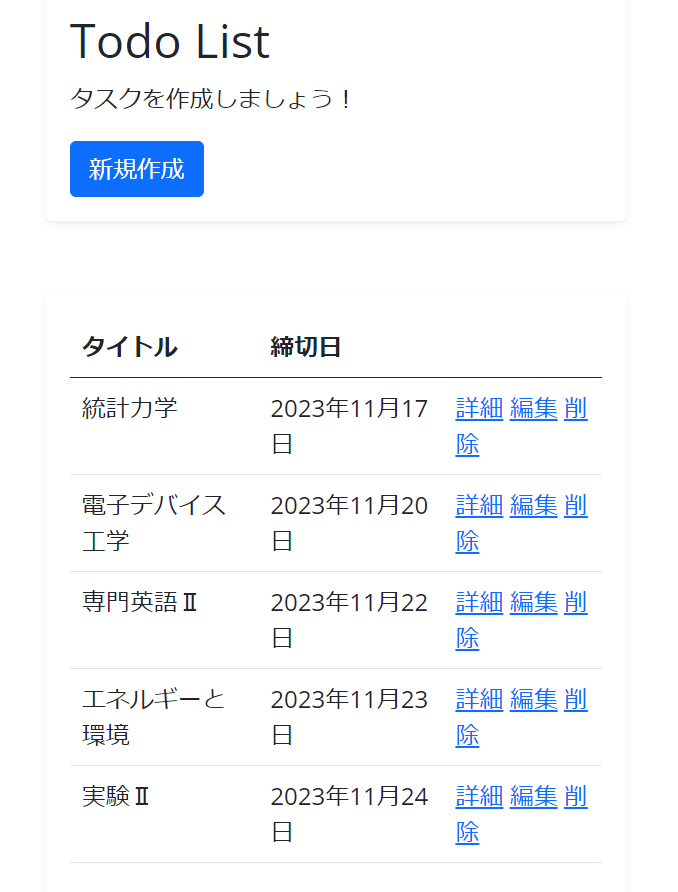 Todo List
タスクを作成しましょう！
新規作成
タイトル 締切日
統計力学 2023年11月17 詳細 編集 削
日 除
電子デバイス 2023年11月20 詳細 編集 削
工学 日 除
専門英語Ⅱ 2023年11月22 詳細 編集 削
日 除
エネルギーと 2023年11月23 詳細 編集 削
環境 日 除
実験Ⅱ 2023年11月24 詳細 編集 削
日 除